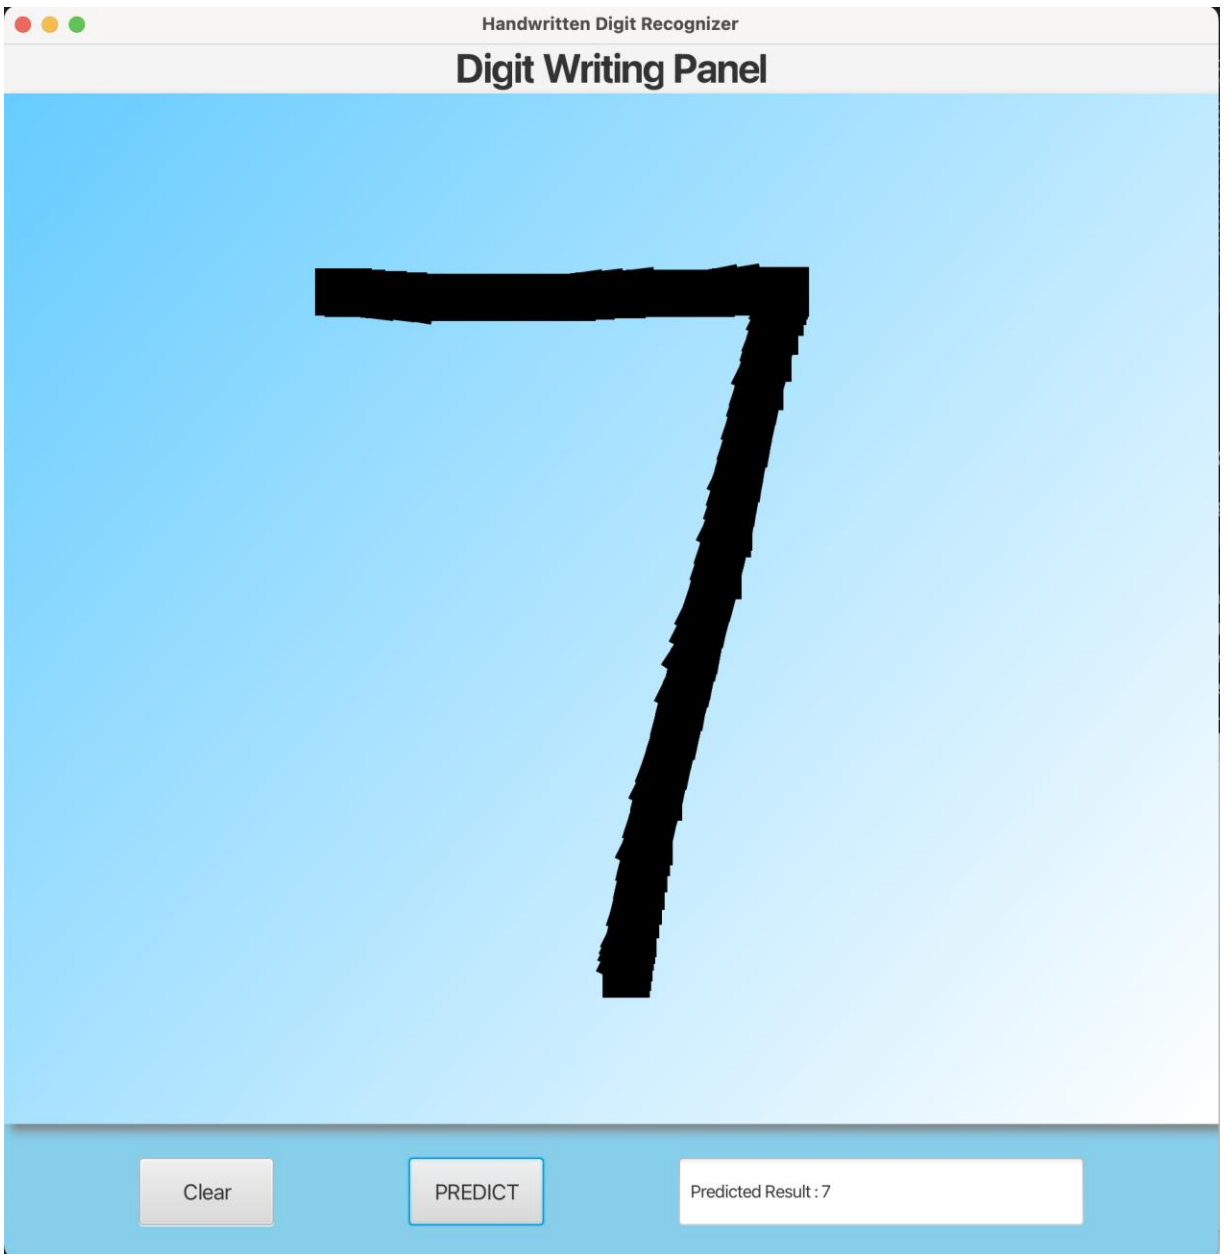 Handwritten Digit Recognizer
Digit Writing Panel
7
Clear
PREDICT
Predicted Result : 7